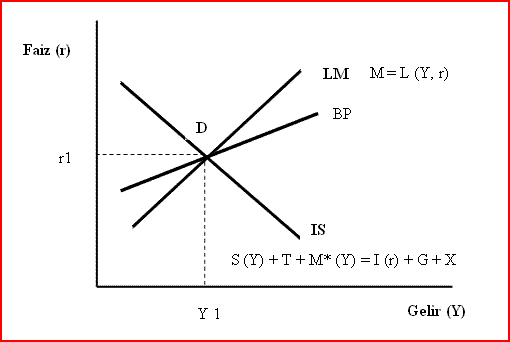 Faiz (r)
LM M = L (Y, r)
BP
D
r1
IS
S (Y) + T + M* (Y) = I (r) + G + X
Y 1
Gelir (Y)